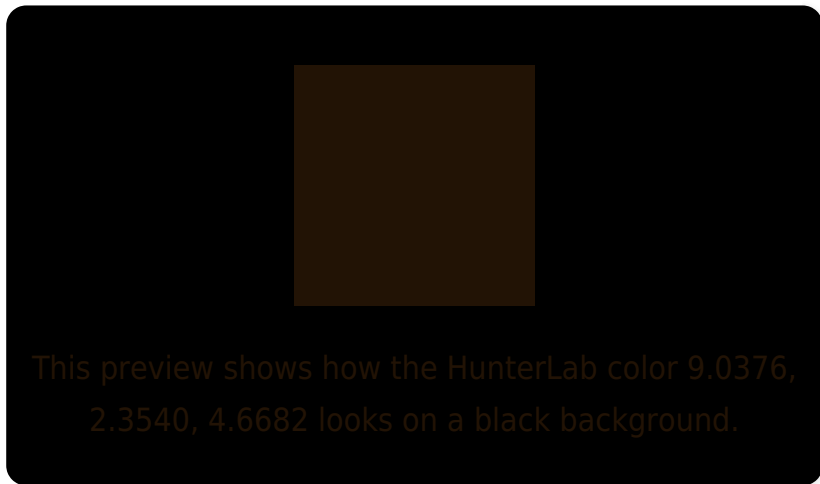 This preview shows how the HunterLab color 9.0376,
2.3540, 4.6682 looks on a black background.